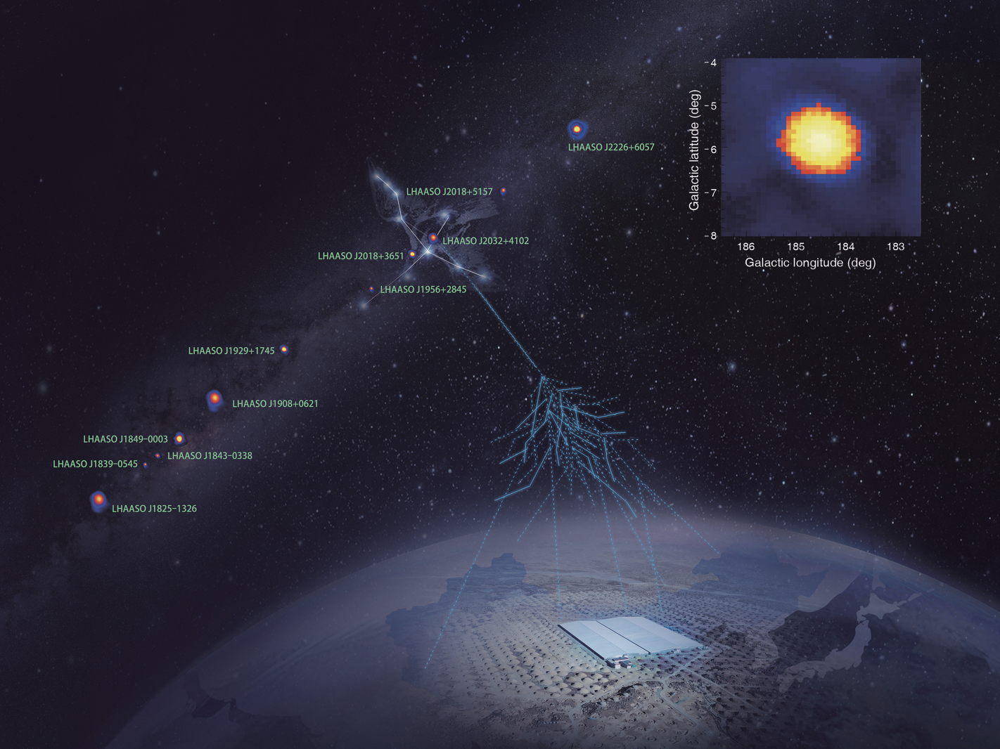 LHAASO J2226+6057
LHAASO J2018+5157
LHAASO J2032+4102
LHAASO J2018+3651
LHAASO J1956+2845
LHAASO J1929+1745
LHAASO J1908+0621
LHAASO J1849−0003
LHAASO J1843−0338
LHAASO J1839−0545
LHAASO J1825−1326
Galactic latitude (deg)
−4
−5
−6
−7
−8
186 185 184 183
Galactic longitude (deg)